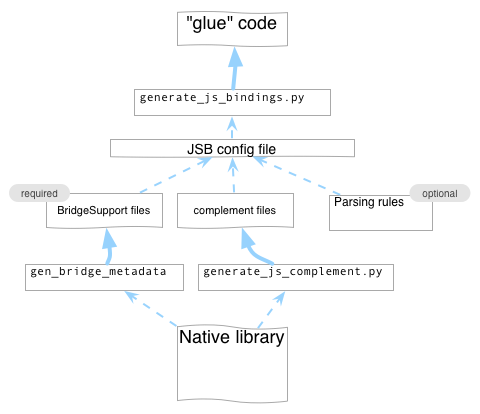 "glue" code
generate_js_bindings.py
JSB config file
required
optional
BridgeSupport files
complement files
Parsing rules
gen_bridge_metadata
generate_js_complement.py
Native library